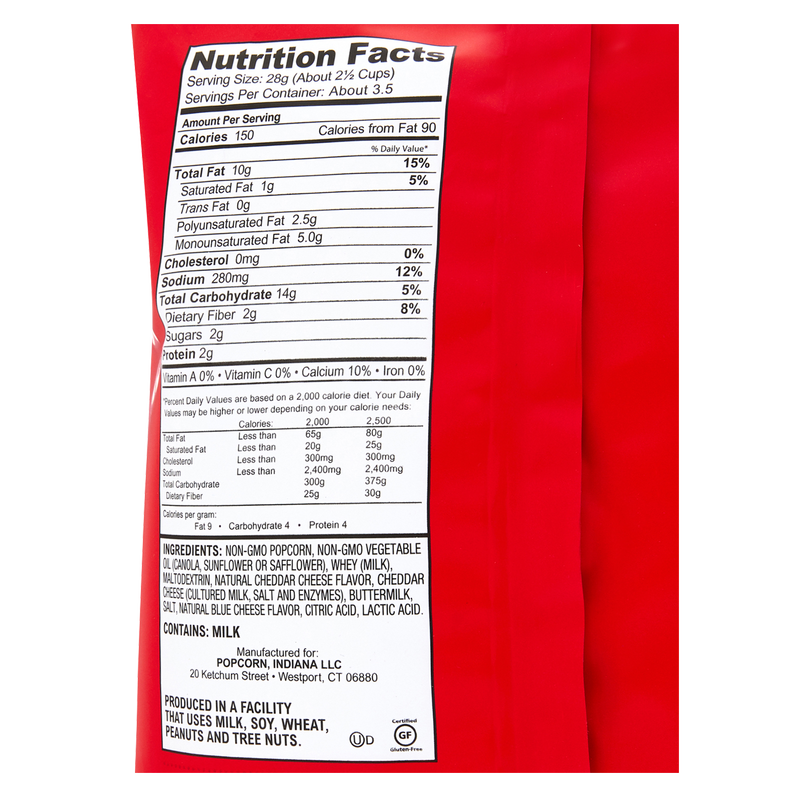 Nutrition Facts
Serving Size: 28g (About 2½ Cups)
Servings Per Container: About 3.5
Amount Per Serving
Calories 150 Calories from Fat 90
% Daily Value*
Total Fat 10g 15%
Saturated Fat 1g 5%
Trans Fat 0g
Polyunsaturated Fat 2.5g
Monounsaturated Fat 5.0g
Cholesterol 0mg 0%
Sodium 280mg 12%
Total Carbohydrate 14g 5%
Dietary Fiber 2g 8%
Sugars 2g
Protein 2g
Vitamin A 0% • Vitamin C 0% • Calcium 10% • Iron 0%
*Percent Daily Values are based on a 2,000 calorie diet. Your Daily
Values may be higher or lower depending on your calorie needs:
Calories: 2,000 2,500
Total Fat Less than 65g 80g
Saturated Fat Less than 20g 25g
Cholesterol Less than 300mg 300mg
Sodium Less than 2,400mg 2,400mg
Total Carbohydrate 300g 375g
Dietary Fiber 25g 30g
Calories per gram:
Fat 9 • Carbohydrate 4 • Protein 4
INGREDIENTS: NON-GMO POPCORN, NON-GMO VEGETABLE
OIL (CANOLA, SUNFLOWER OR SAFFLOWER), WHEY (MILK),
MALTODEXTRIN, NATURAL CHEDDAR CHEESE FLAVOR, CHEDDAR
CHEESE (CULTURED MILK, SALT AND ENZYMES), BUTTERMILK,
SALT, NATURAL BLUE CHEESE FLAVOR, CITRIC ACID, LACTIC ACID.
CONTAINS: MILK
Manufactured for:
POPCORN, INDIANA LLC
20 Ketchum Street • Westport, CT 06880
PRODUCED IN A FACILITY
THAT USES MILK, SOY, WHEAT,
PEANUTS AND TREE NUTS.
U D
Certified
GF
Gluten-Free